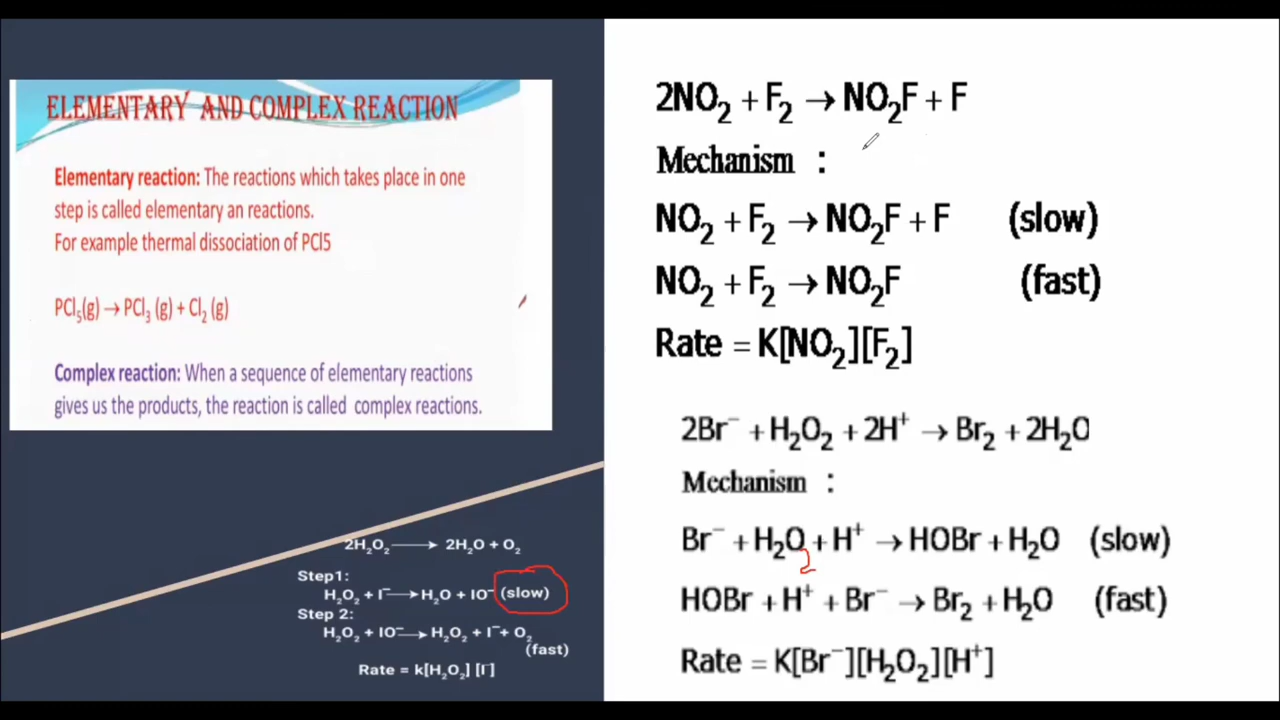 ELEMENTARY AND COMPLEX REACTION
Elementary reaction: The reactions which takes place in one
step is called elementary an reactions.
For example thermal dissociation of PCl5
PCl₅(g) → PCl₃ (g) + Cl₂ (g)
Complex reaction: When a sequence of elementary reactions
gives us the products, the reaction is called complex reactions.
2H₂O₂ → 2H₂O + O₂
Step1:
H₂O₂ + I⁻ → H₂O + IO⁻ (slow)
Step 2:
H₂O₂ + IO⁻ → H₂O₂ + I⁻ + O₂
(fast)
Rate = k[H₂O₂] [I⁻]
2NO₂ + F₂ → NO₂F + F
Mechanism :
NO₂ + F₂ → NO₂F + F (slow)
NO₂ + F₂ → NO₂F (fast)
Rate = K[NO₂][F₂]
2Br⁻ + H₂O₂ + 2H⁺ → Br₂ + 2H₂O
Mechanism :
Br⁻ + H₂O₂ + H⁺ → HOBr + H₂O (slow)
HOBr + H⁺ + Br⁻ → Br₂ + H₂O (fast)
Rate = K[Br⁻][H₂O₂][H⁺]